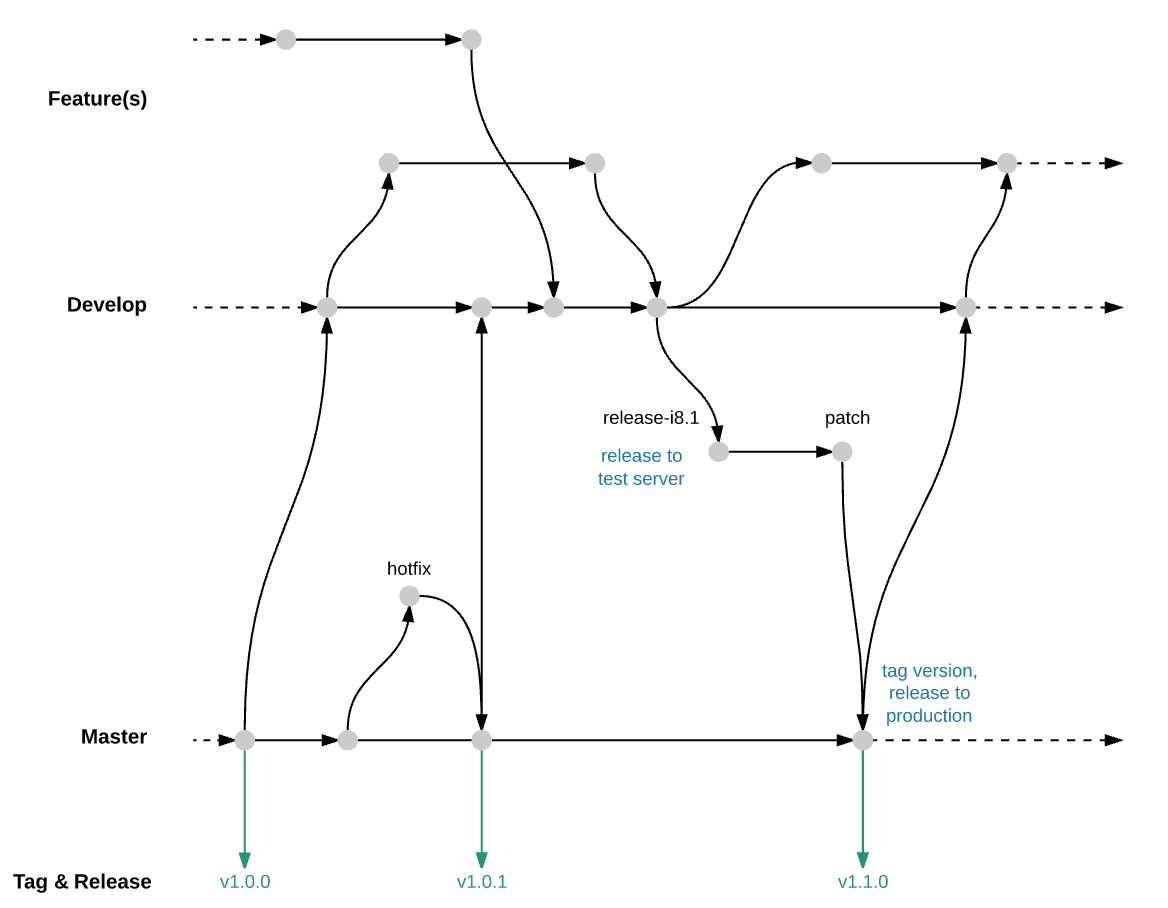 Feature(s)
Develop
release-i8.1
patch
release to
test server
hotfix
tag version,
release to
production
Master
Tag & Release
v1.0.0
v1.0.1
v1.1.0